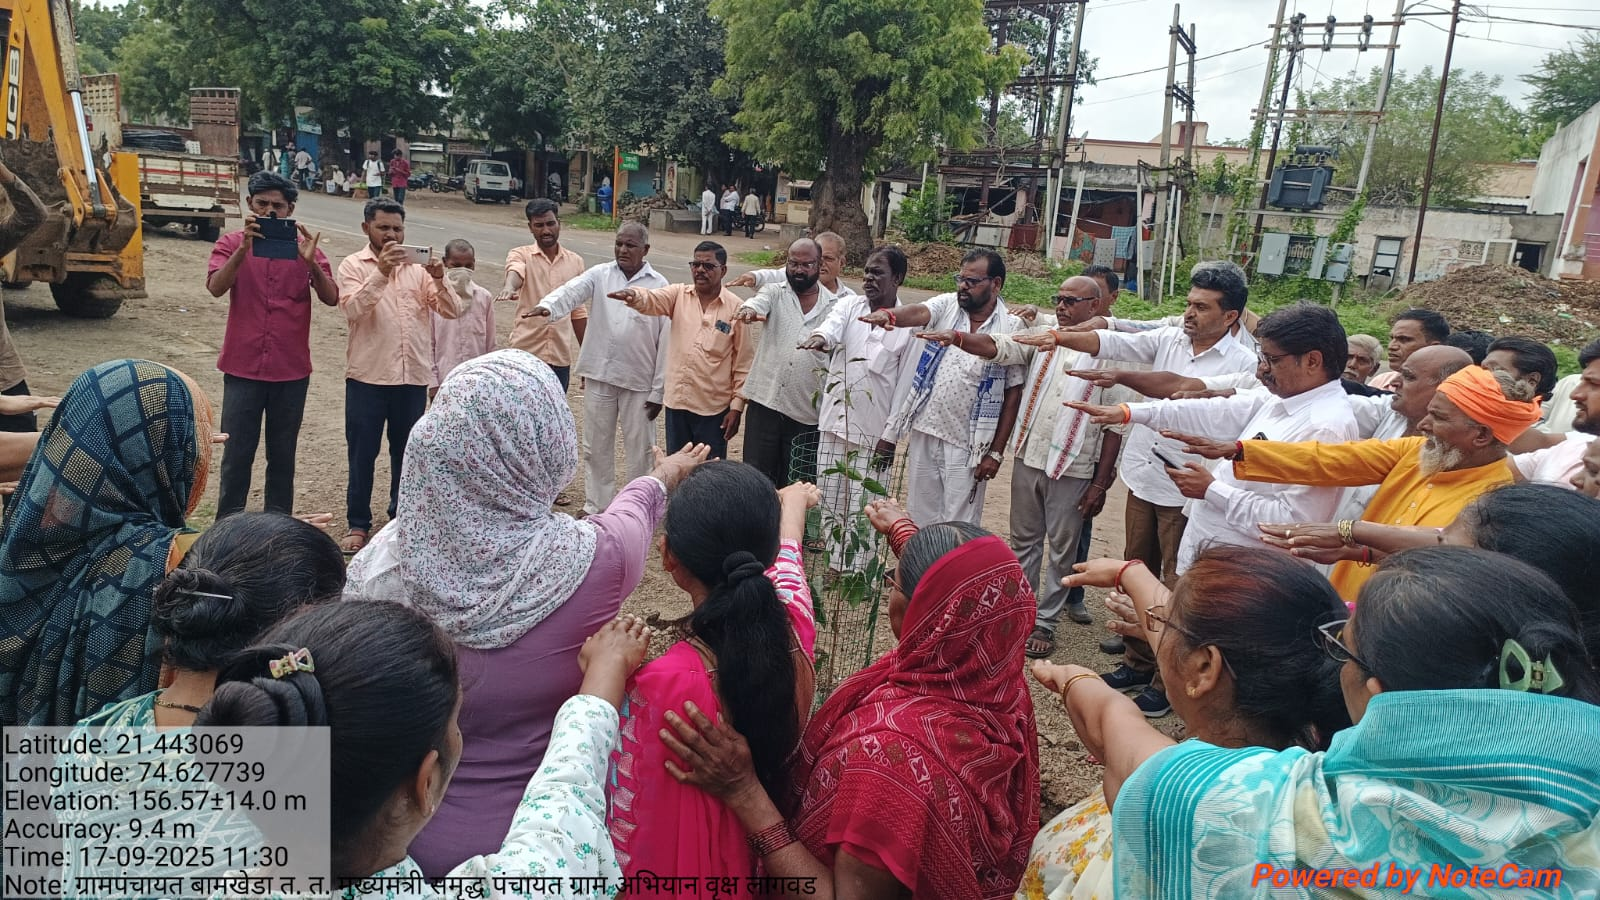 JCB
Latitude: 21.443069
Longitude: 74.627739
Elevation: 156.57±14.0 m
Accuracy: 9.4 m
Time: 17-09-2025 11:30
Note: ग्रामपंचायत बामखेडा त. त. मुख्यमंत्री समृद्ध पंचायत ग्राम अभियान वृक्ष लागवड
Powered by NoteCam